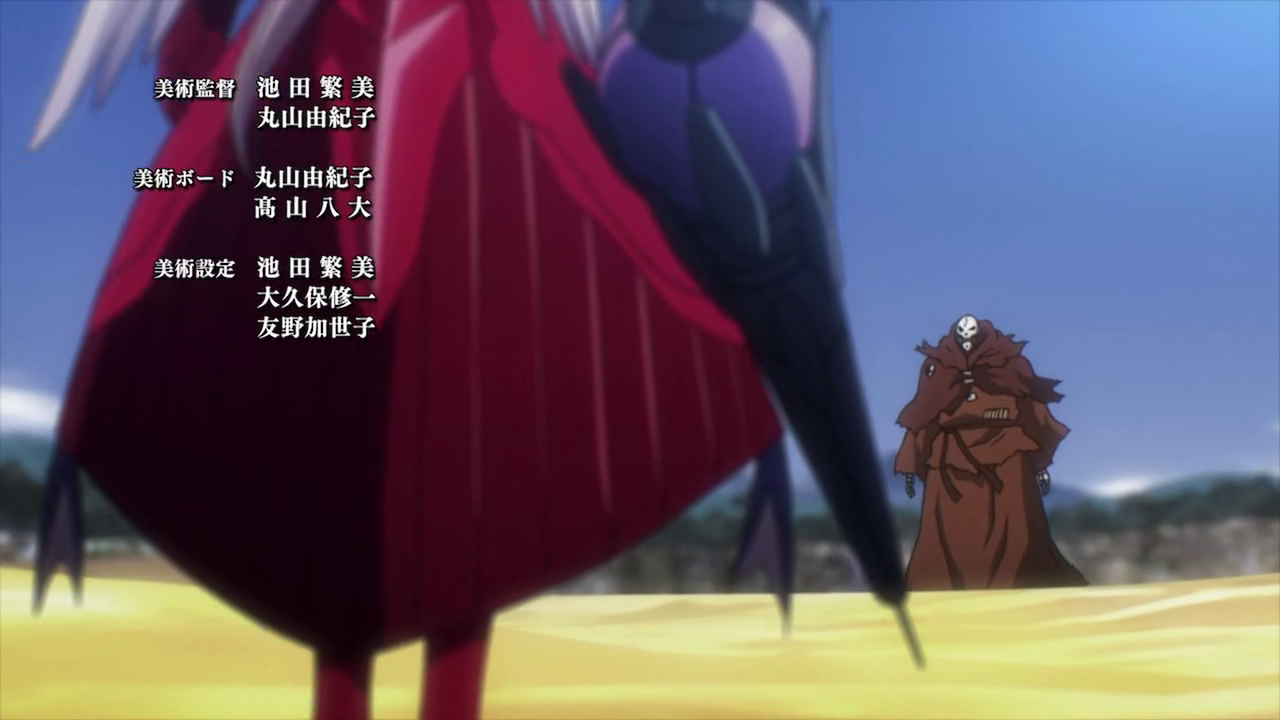 美術監督 池田繁美
丸山由紀子
美術ボード 丸山由紀子
髙山八大
美術設定 池田繁美
大久保修一
友野加世子